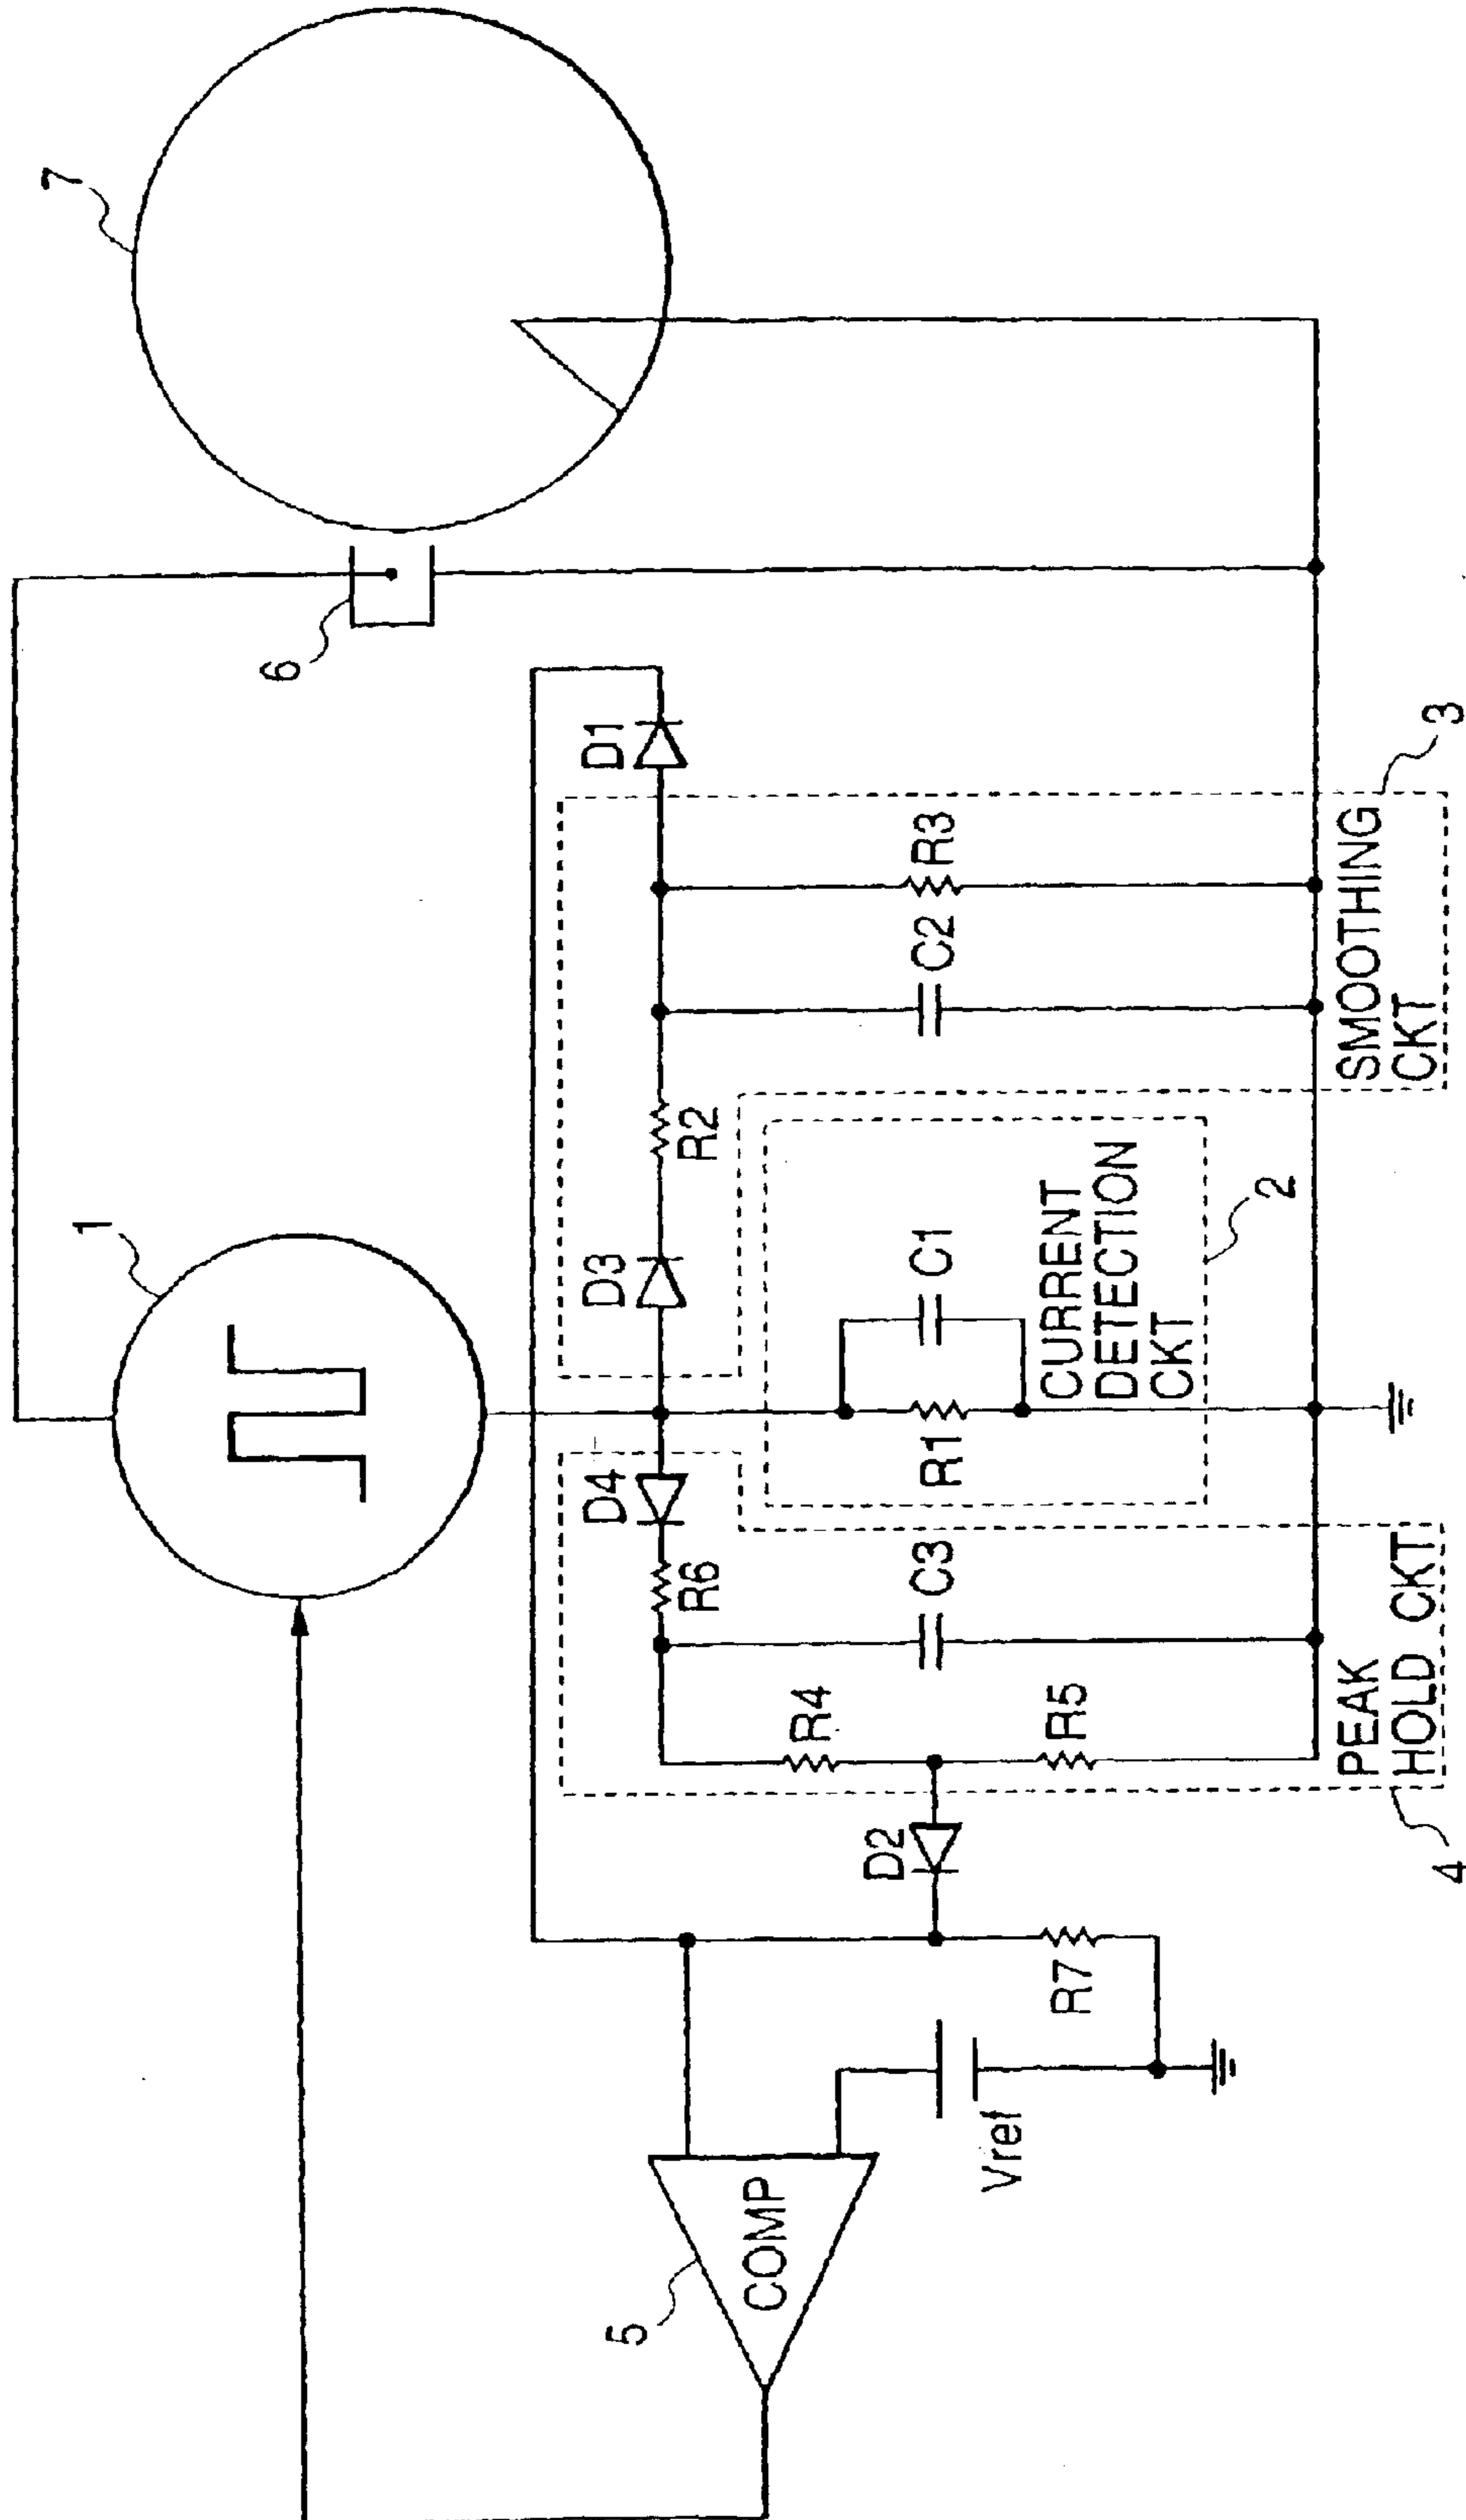 7
1
6
D1
D3
D4
R2
R6
R3
C2
C1
R1
C3
R4
R5
D2
R7
Vref
COMP
5
CURRENT
DETECTION
CKT
2
SMOOTHING
CKT
3
PEAK
HOLD CKT
4